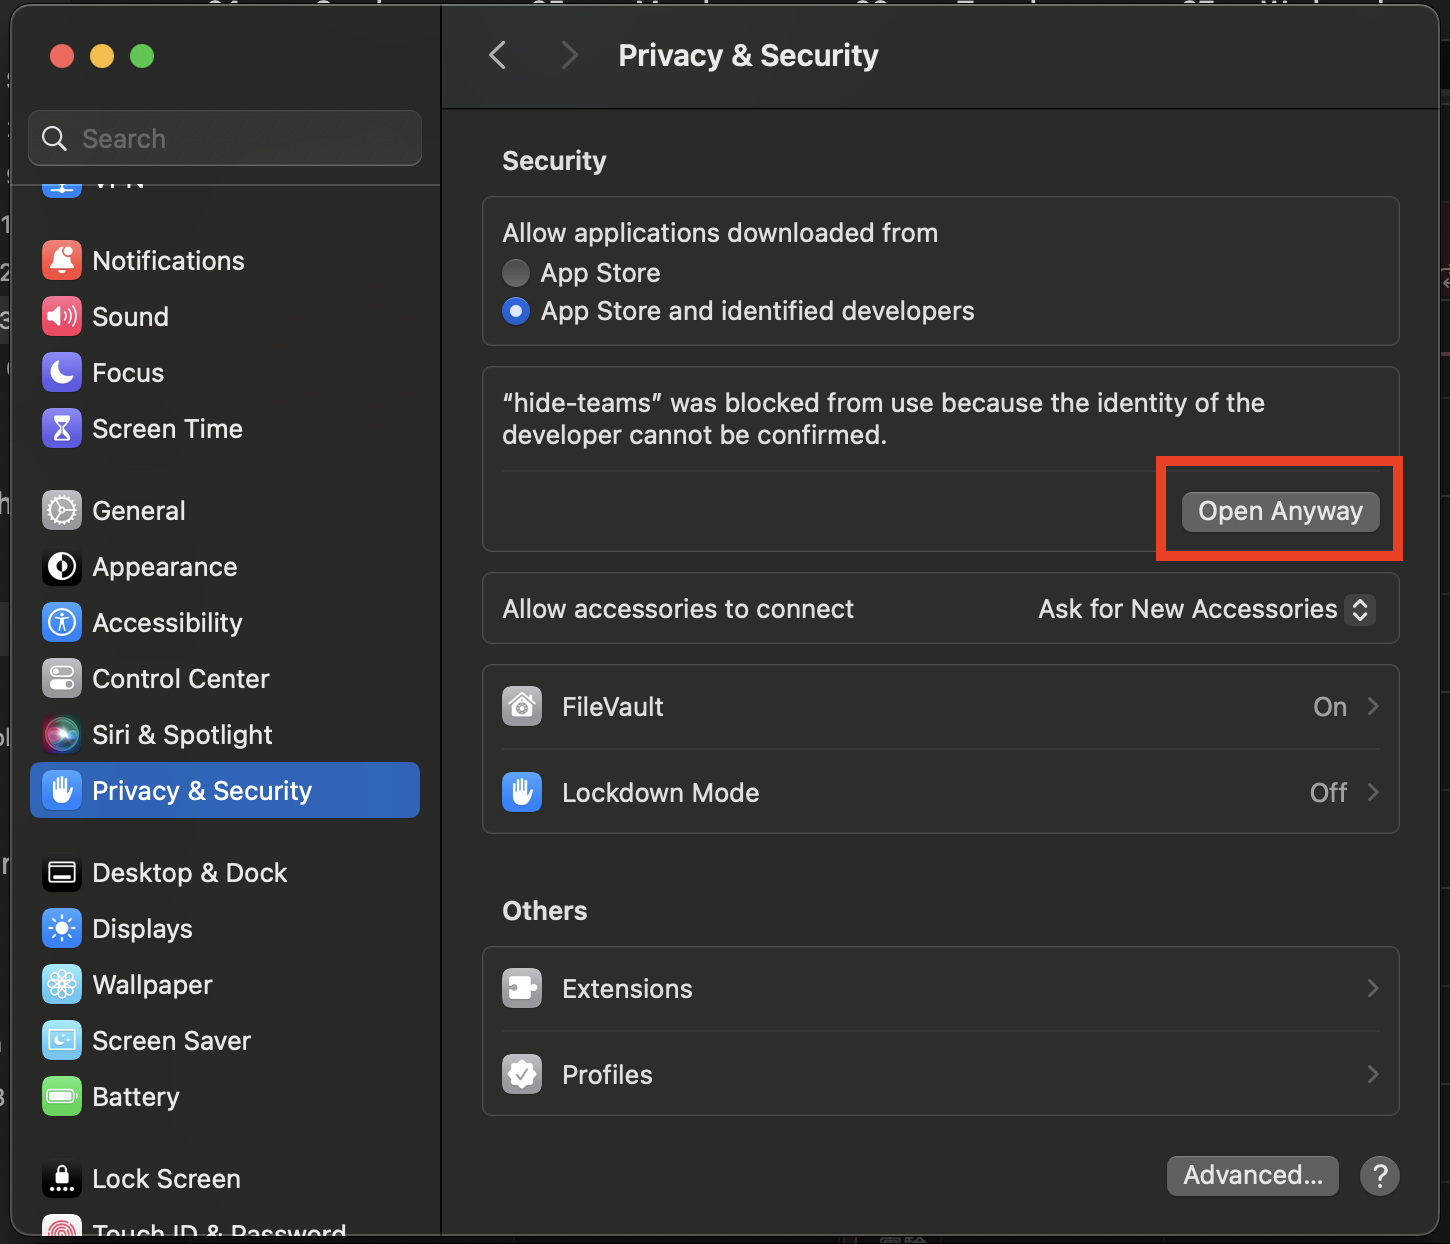 Privacy & Security
Search
VPN
Notifications
Sound
Focus
Screen Time
General
Appearance
Accessibility
Control Center
Siri & Spotlight
Privacy & Security
Desktop & Dock
Displays
Wallpaper
Screen Saver
Battery
Lock Screen
Touch ID & Password
Security
Allow applications downloaded from
App Store
App Store and identified developers
“hide-teams” was blocked from use because the identity of the
developer cannot be confirmed.
Open Anyway
Allow accessories to connect Ask for New Accessories
FileVault On
Lockdown Mode Off
Others
Extensions
Profiles
Advanced... ?